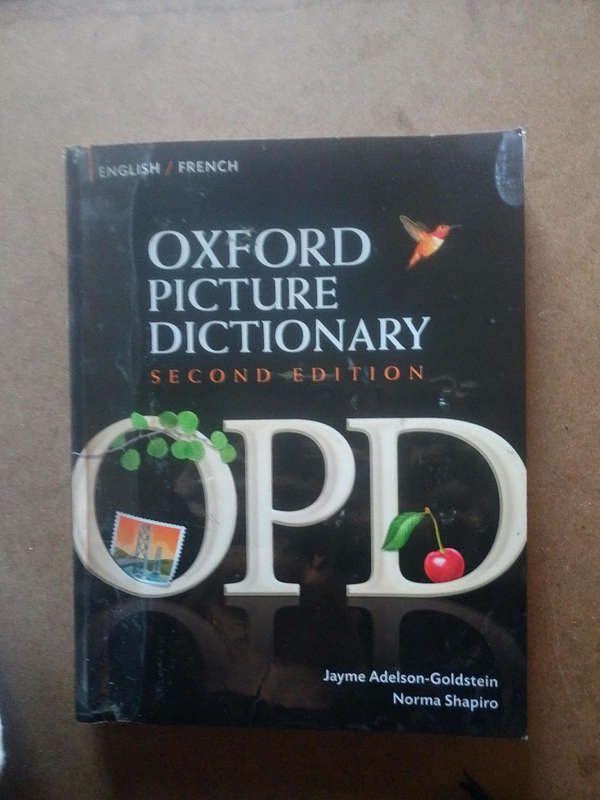 ENGLISH / FRENCH
OXFORD
PICTURE
DICTIONARY
SECOND EDITION
OPD
Jayme Adelson-Goldstein
Norma Shapiro